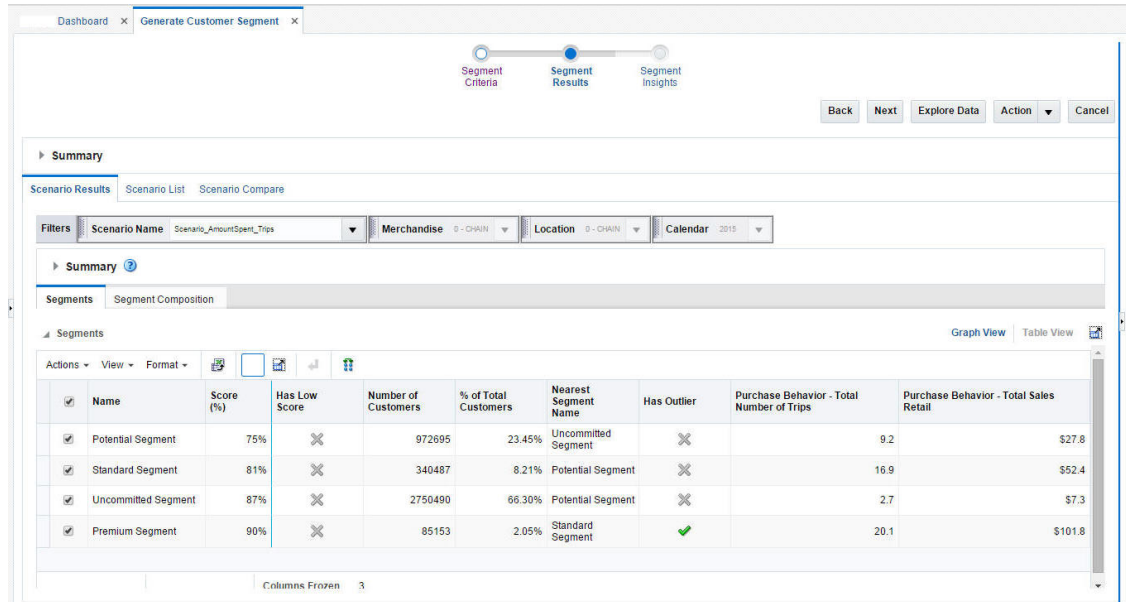 Dashboard × Generate Customer Segment ×
Segment Criteria
Segment Results
Segment Insights
Back Next Explore Data Action Cancel
Summary
Scenario Results Scenario List Scenario Compare
Filters Scenario Name Scenario_AmountSpent_Trips Merchandise 0 - CHAIN Location 0 - CHAIN Calendar 2015
Summary ?
Segments Segment Composition
Segments Graph View Table View
Actions View Format
Name Score (%) Has Low Score Number of Customers % of Total Customers Nearest Segment Name Has Outlier Purchase Behavior - Total Number of Trips Purchase Behavior - Total Sales Retail
Potential Segment 75% 972695 23.45% Uncommitted Segment 9.2 $27.8
Standard Segment 81% 340487 8.21% Potential Segment 16.9 $52.4
Uncommitted Segment 87% 2750490 66.30% Potential Segment 2.7 $7.3
Premium Segment 90% 85153 2.05% Standard Segment 20.1 $101.8
Columns Frozen 3